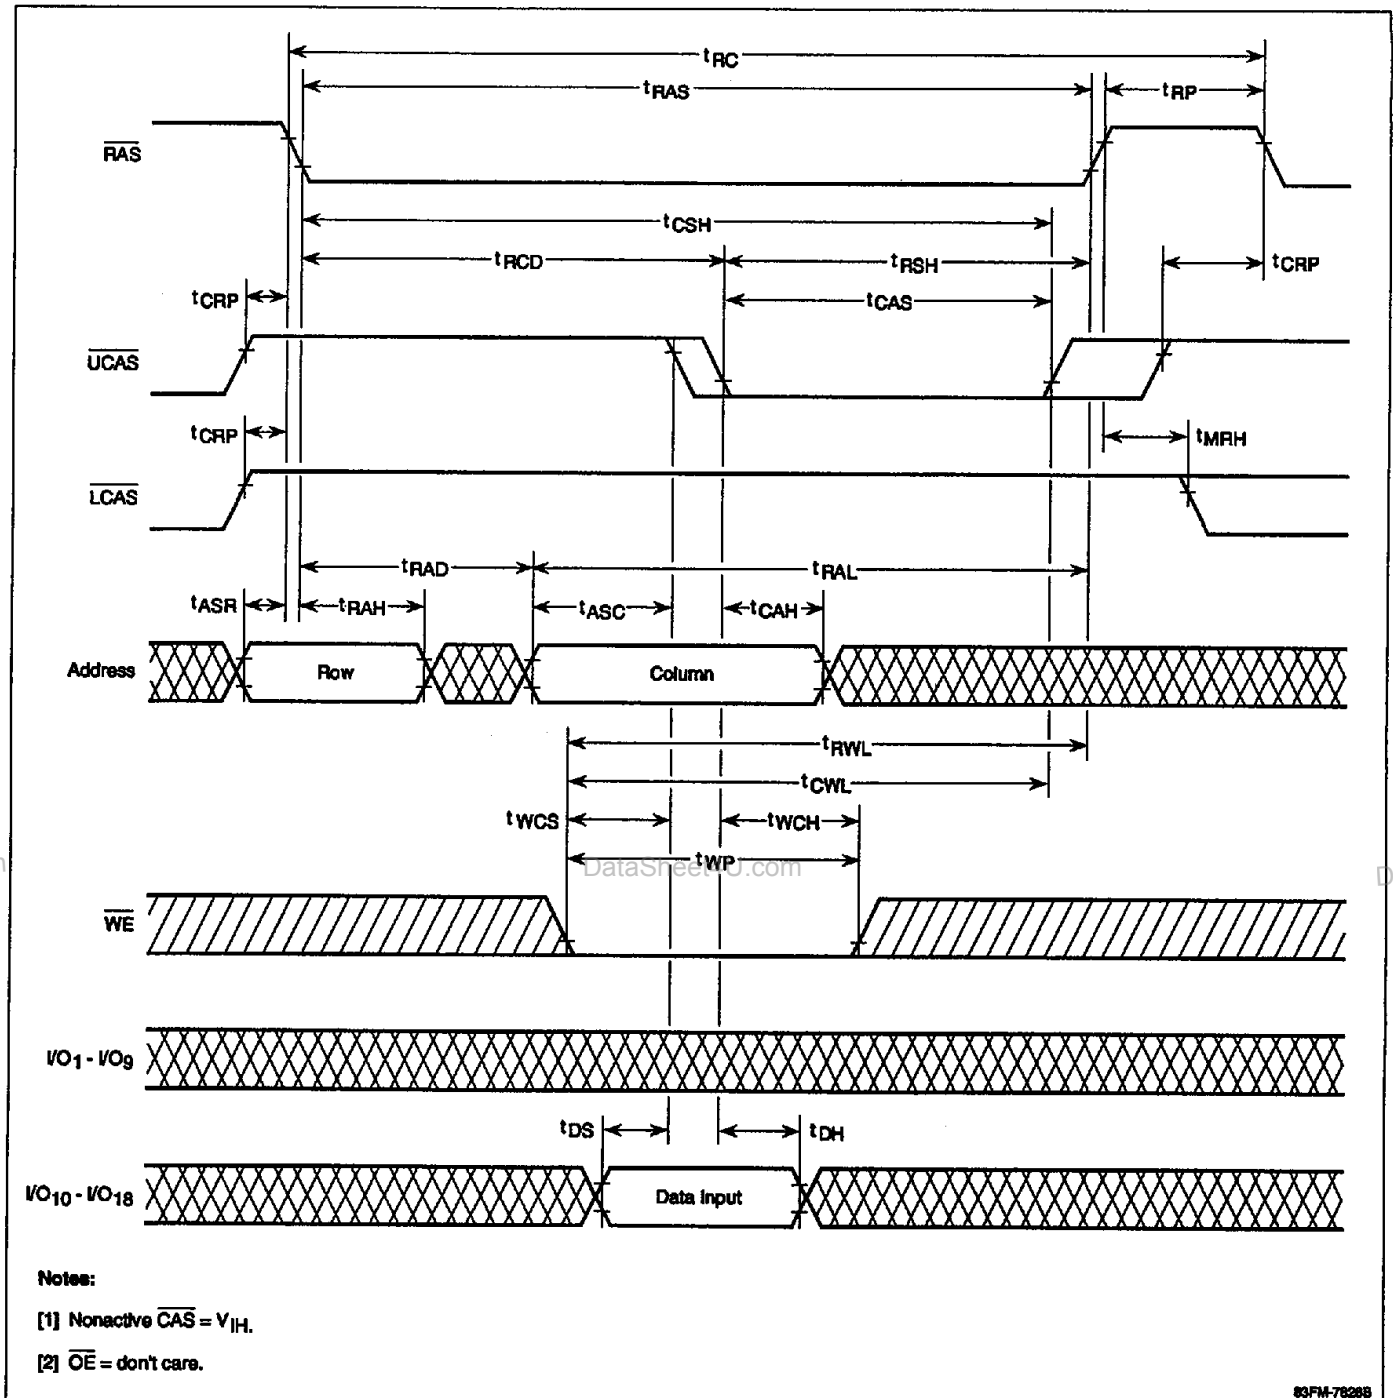 tRC
tRAS
tRP
RAS
tCSH
tRCD
tRSH
tCRP
tCRP
tCAS
UCAS
tCRP
tMRH
LCAS
tRAD
tRAL
tASR
tRAH
tASC
tCAH
Address
Row
Column
tRWL
tCWL
tWCS
tWCH
tWP
DataSheet4U.com
WE
I/O1 - I/O9
tDS
tDH
I/O10 - I/O18
Data Input
Notes:
[1] Nonactive CAS = VIH.
[2] OE = don't care.